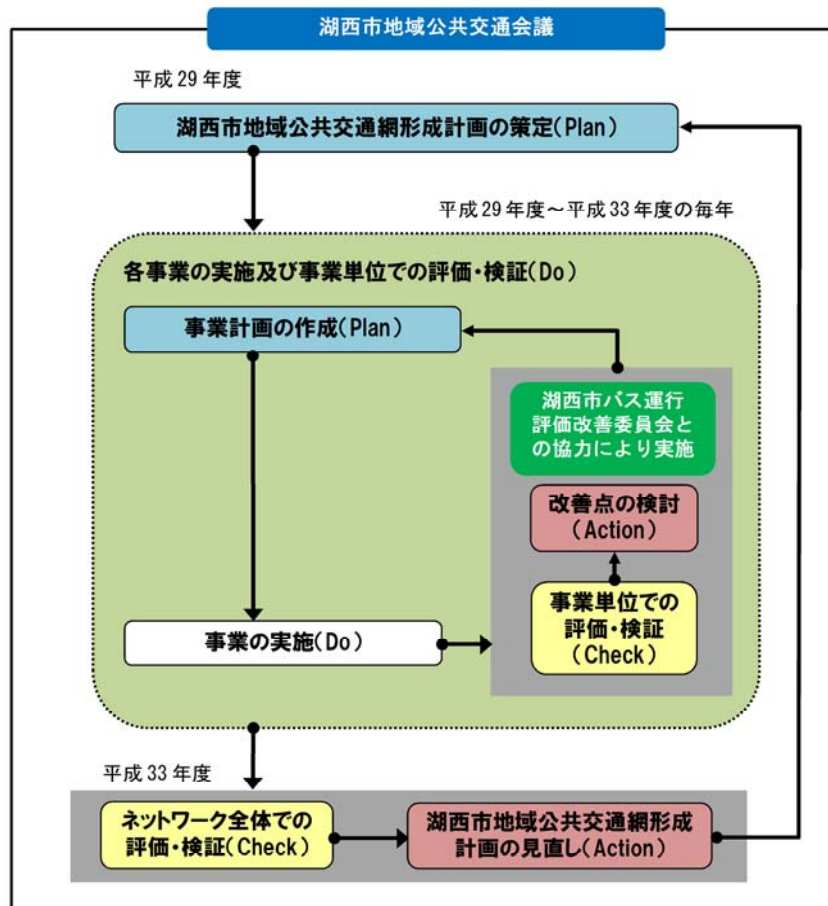 湖西市地域公共交通会議
平成29年度
湖西市地域公共交通網形成計画の策定(Plan)
平成29年度～平成33年度の毎年
各事業の実施及び事業単位での評価・検証(Do)
事業計画の作成(Plan)
湖西市バス運行
評価改善委員会と
の協力により実施
改善点の検討
(Action)
事業単位での
評価・検証
(Check)
事業の実施(Do)
平成33年度
ネットワーク全体での
評価・検証(Check)
湖西市地域公共交通網形成
計画の見直し(Action)